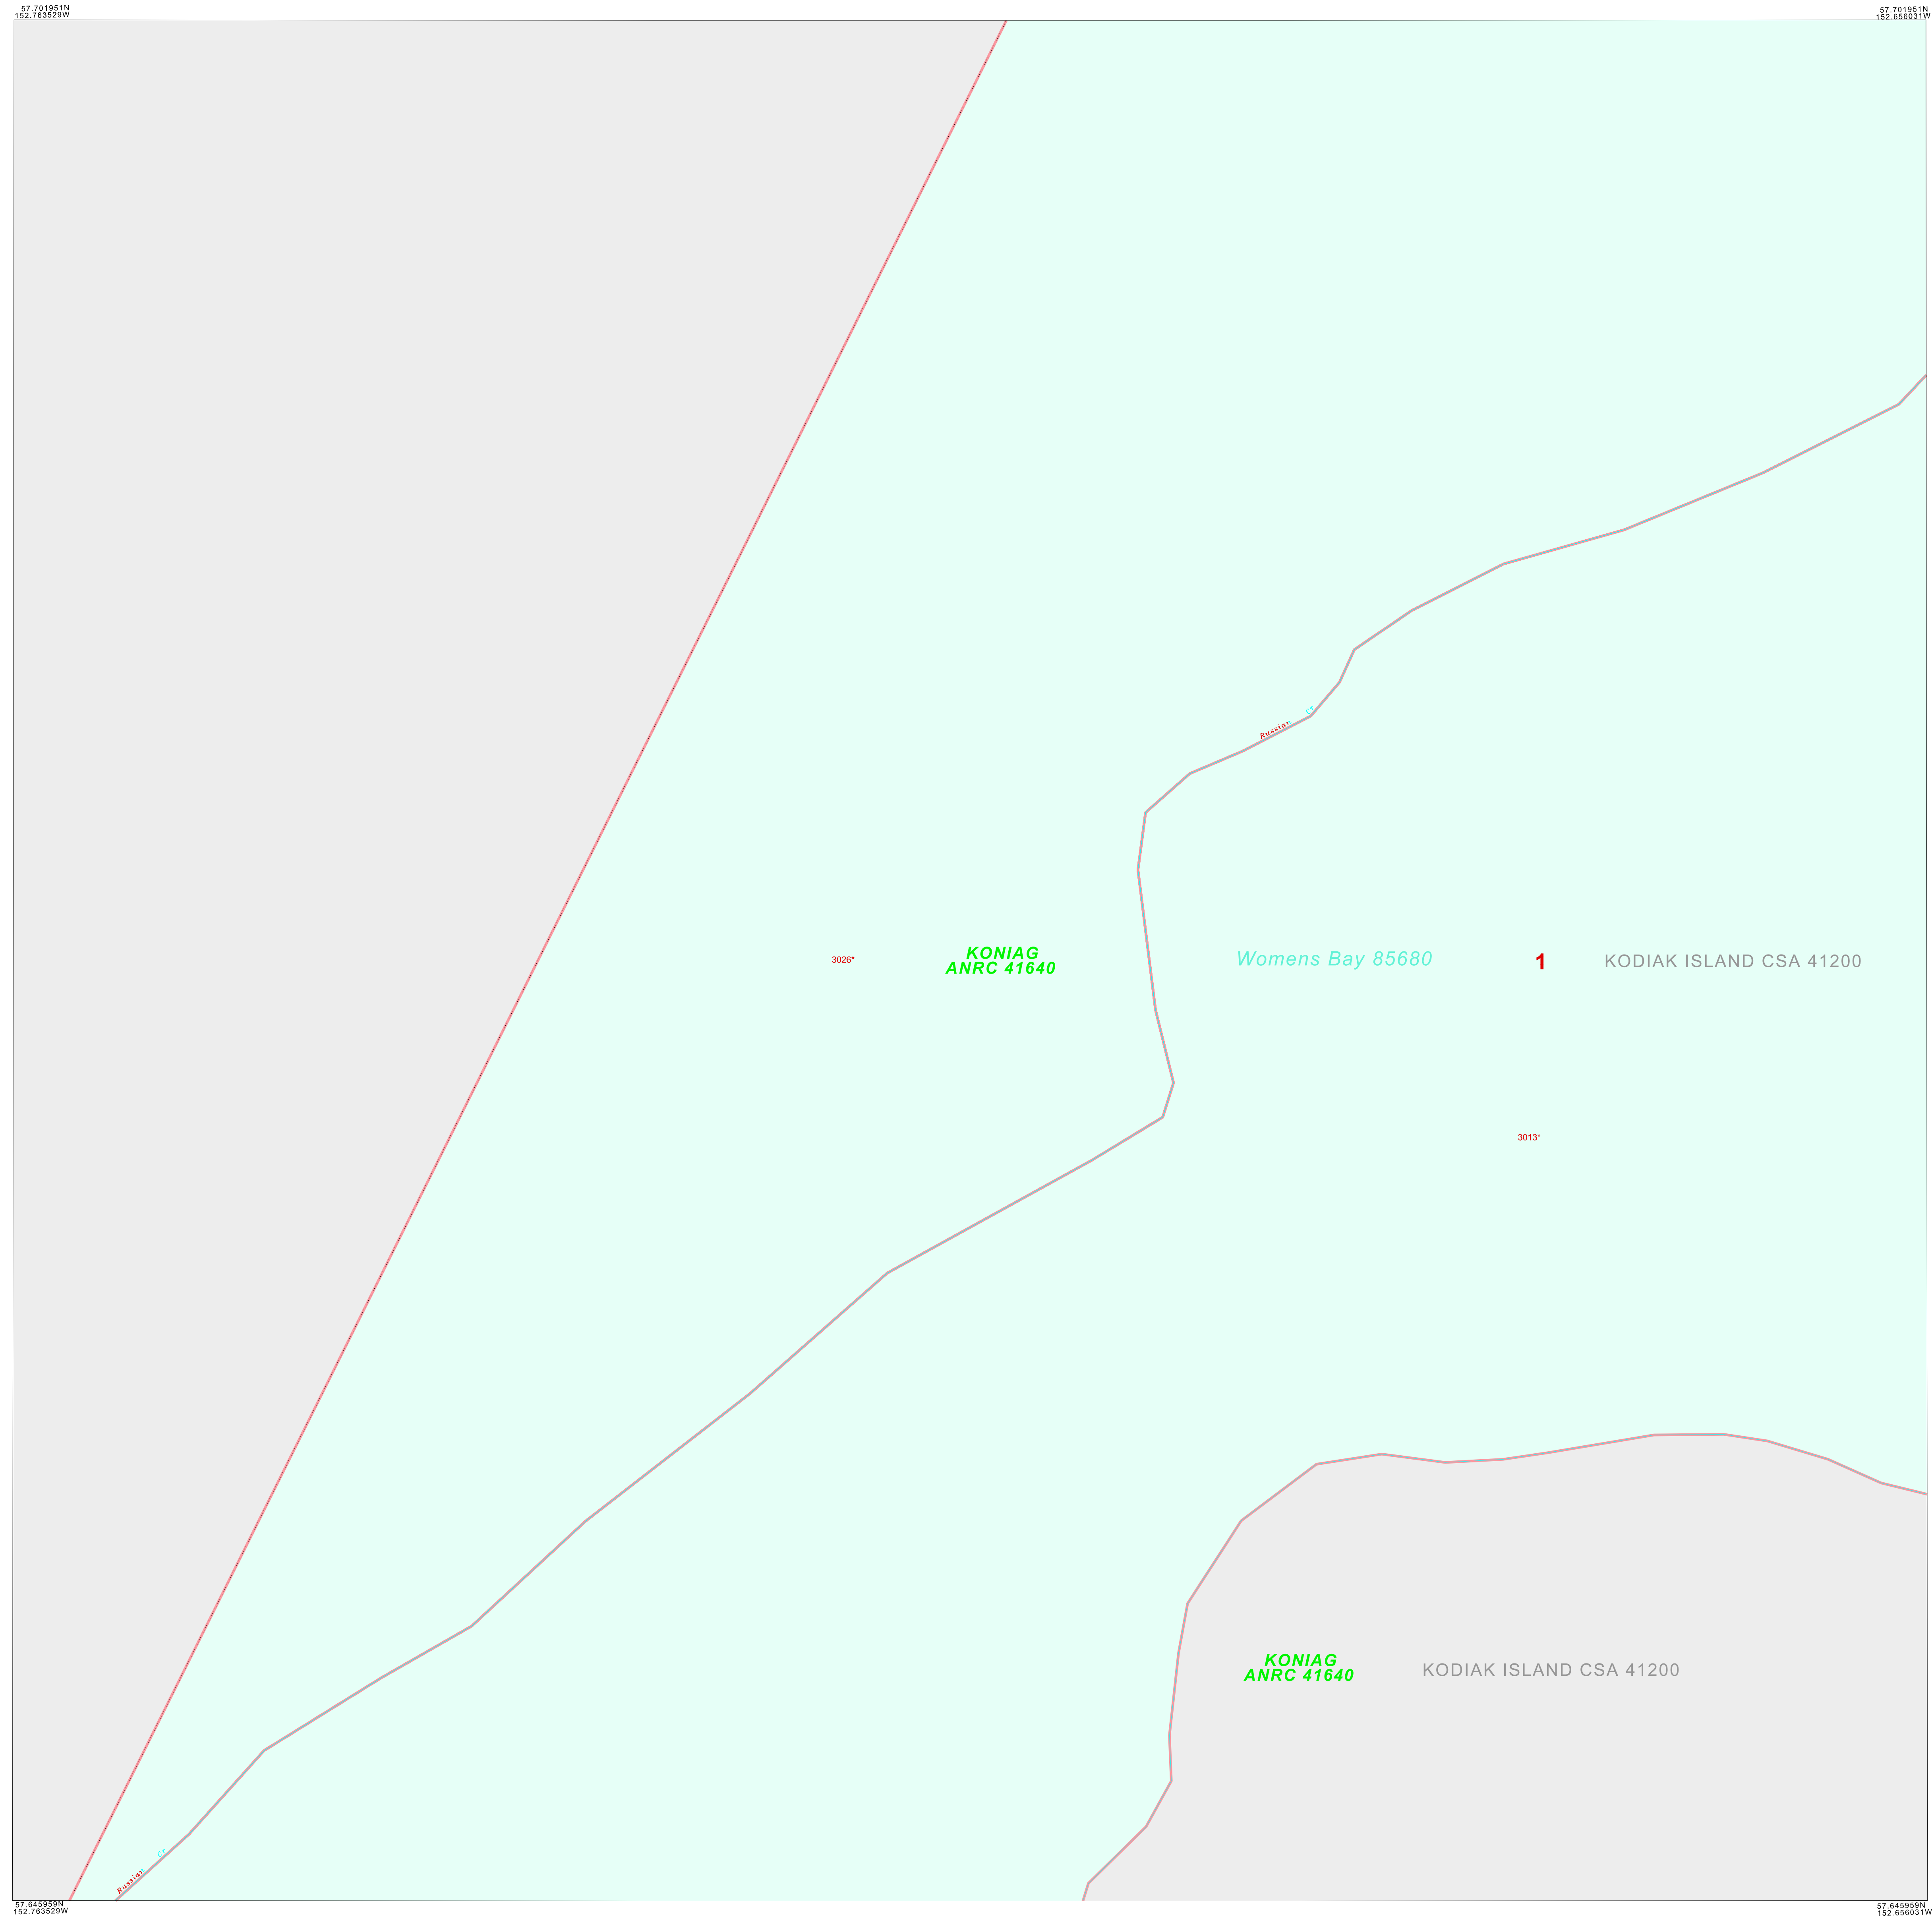 57.701951N
152.763529W
57.701951N
152.656031W
Russian Cr
3026*
KONIAG
ANRC 41640
Womens Bay 85680
1
KODIAK ISLAND CSA 41200
3013*
KONIAG
ANRC 41640
KODIAK ISLAND CSA 41200
Russian Cr
57.645959N
152.763529W
57.645959N
152.656031W